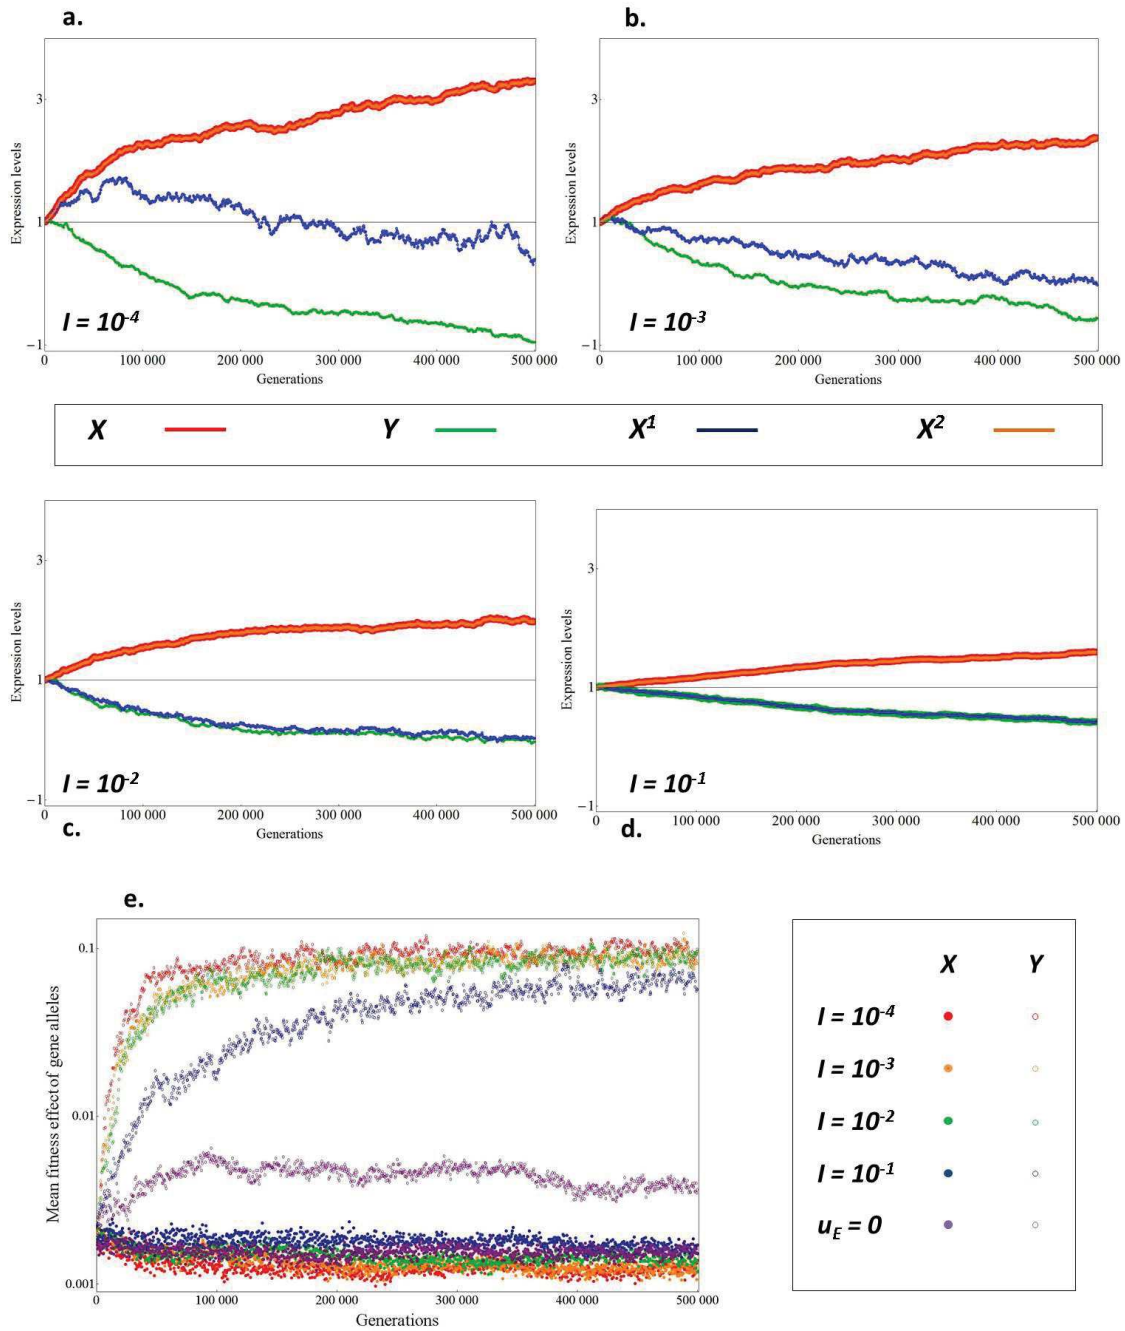 a.
b.
Expression levels
3
1
−1
I = 10-4
0
100 000
200 000
300 000
400 000
500 000
Generations
Expression levels
3
1
−1
I = 10-3
0
100 000
200 000
300 000
400 000
500 000
Generations
X Y X1 X2
Expression levels
3
1
−1
I = 10-2
0
100 000
200 000
300 000
400 000
500 000
Generations
c.
Expression levels
3
1
−1
I = 10-1
0
100 000
200 000
300 000
400 000
500 000
Generations
d.
e.
Mean fitness effect of gene alleles
0.1
0.01
0.001
0
100 000
200 000
300 000
400 000
500 000
Generations
X Y
I = 10-4
I = 10-3
I = 10-2
I = 10-1
uE = 0